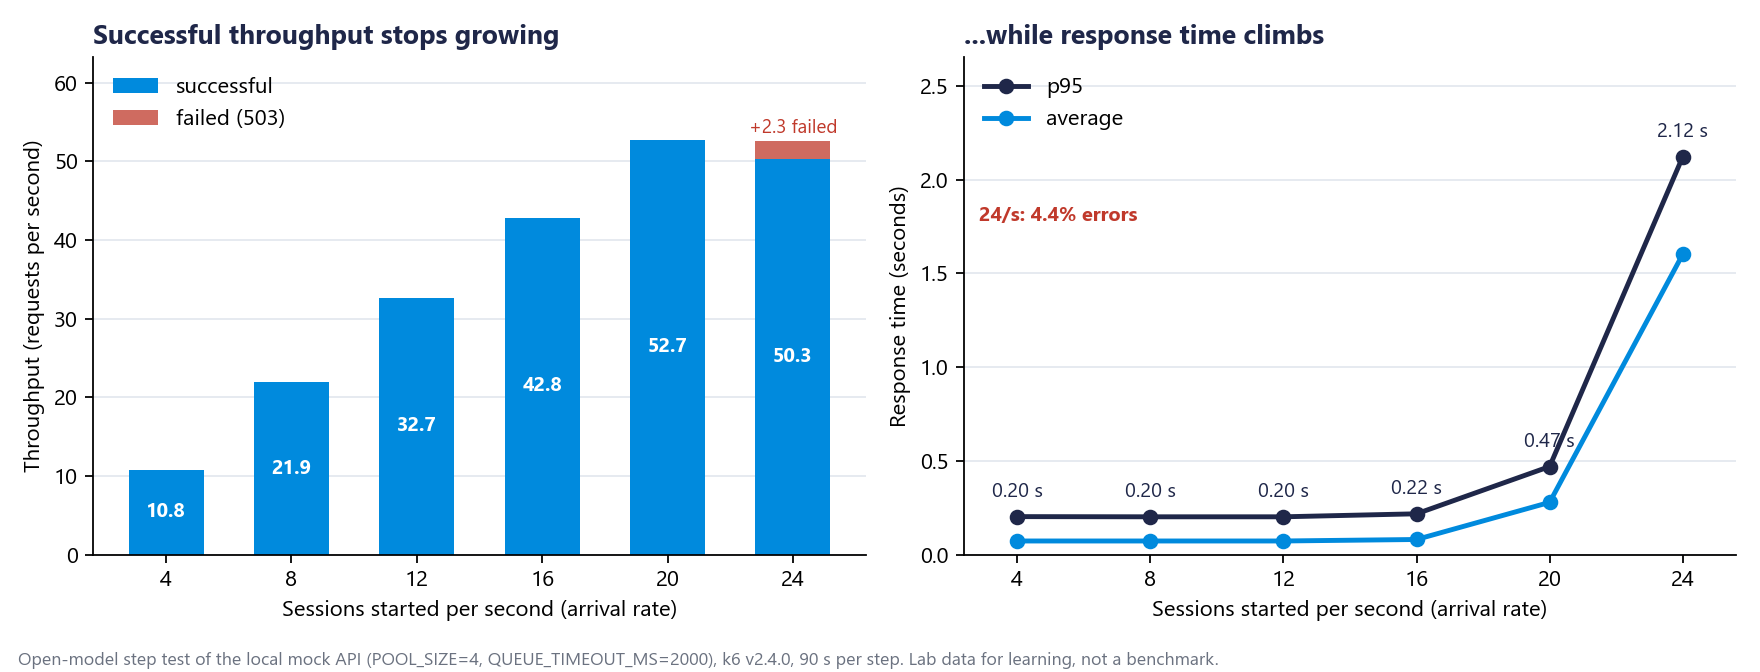 Successful throughput stops growing
successful
failed (503)
+2.3 failed
60
50
40
30
20
10
0
Throughput (requests per second)
10.8
21.9
32.7
42.8
52.7
50.3
4
8
12
16
20
24
Sessions started per second (arrival rate)
...while response time climbs
p95
average
2.5
2.0
1.5
1.0
0.5
0.0
Response time (seconds)
24/s: 4.4% errors
0.20 s
0.20 s
0.20 s
0.22 s
0.47 s
2.12 s
4
8
12
16
20
24
Sessions started per second (arrival rate)
Open-model step test of the local mock API (POOL_SIZE=4, QUEUE_TIMEOUT_MS=2000), k6 v2.4.0, 90 s per step. Lab data for learning, not a benchmark.